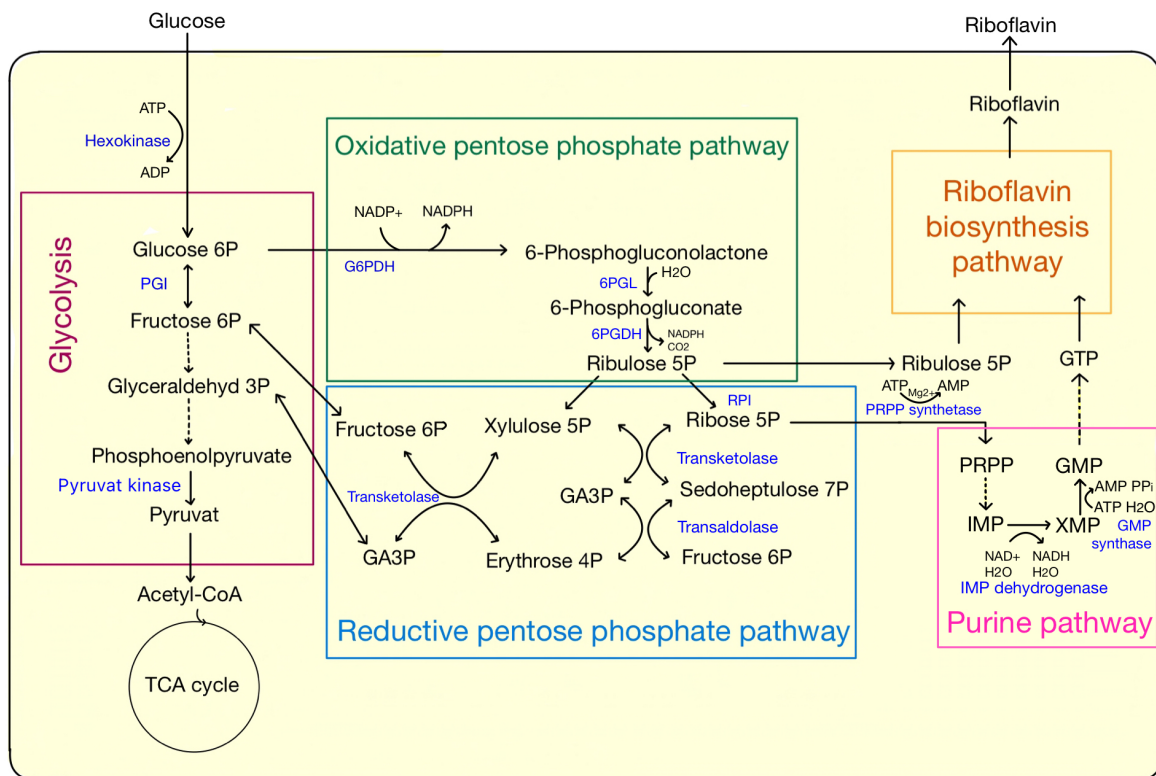 Glucose
Riboflavin
ATP
Hexokinase
ADP
Riboflavin
Glycolysis
Glucose 6P
PGI
Fructose 6P
Glyceraldehyd 3P
Phosphoenolpyruvate
Pyruvat kinase
Pyruvat
Acetyl-CoA
TCA cycle
Oxidative pentose phosphate pathway
NADP+
NADPH
G6PDH
6-Phosphogluconolactone
6PGL
H2O
6-Phosphogluconate
6PGDH
NADPH
CO2
Ribulose 5P
RPI
Fructose 6P
Xylulose 5P
Ribose 5P
Transketolase
Transketolase
GA3P
Sedoheptulose 7P
Transaldolase
GA3P
Erythrose 4P
Fructose 6P
Reductive pentose phosphate pathway
Riboflavin
biosynthesis
pathway
Ribulose 5P
GTP
ATP
Mg2+
AMP
PRPP synthetase
PRPP
GMP
AMP PPi
ATP H2O
IMP
XMP
GMP
synthase
NAD+
H2O
NADH
H2O
IMP dehydrogenase
Purine pathway